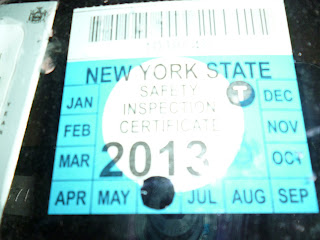 NEW YORK STATE
SAFETY
INSPECTION
CERTIFICATE
T
JAN DEC
FEB NOV
MAR 2013 OCT
APR MAY JUL AUG SEP